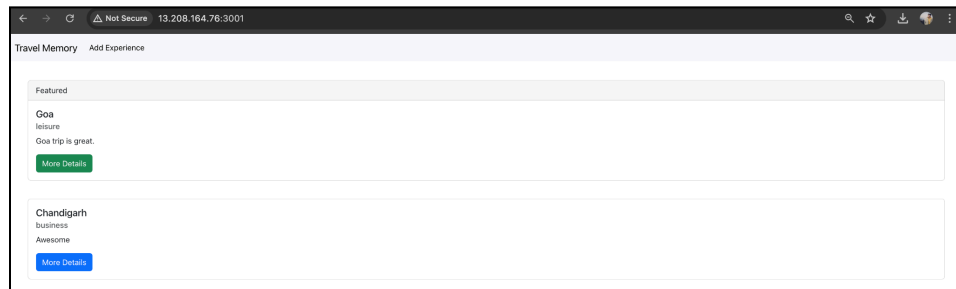 Not Secure 13.208.164.76:3001
Travel Memory Add Experience
Featured
Goa
leisure
Goa trip is great.
More Details
Chandigarh
business
Awesome
More Details